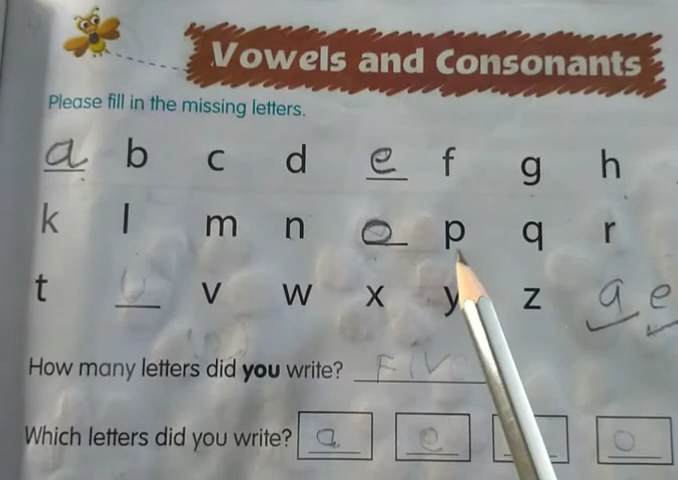 Vowels and Consonants
Please fill in the missing letters.
a b c d e f g h
k l m n o p q r
t u v w x y z a e
How many letters did you write? FIVE
Which letters did you write? a e o